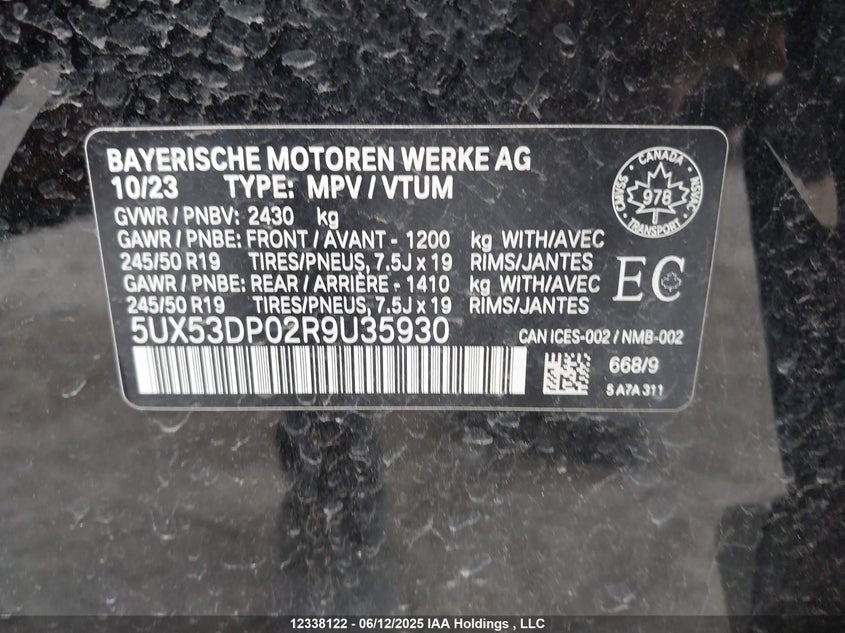 BAYERISCHE MOTOREN WERKE AG
10/23 TYPE: MPV / VTUM
GVWR / PNBV: 2430 kg
GAWR / PNBE: FRONT / AVANT - 1200 kg WITH/AVEC
245/50 R19 TIRES/PNEUS, 7.5J x 19 RIMS/JANTES
GAWR / PNBE: REAR / ARRIÈRE - 1410 kg WITH/AVEC
245/50 R19 TIRES/PNEUS, 7.5J x 19 RIMS/JANTES
5UX53DP02R9U35930
CANADA
CMVSS
NSVAC
978
TRANSPORT
EC
CAN ICES-002 / NMB-002
668/9
5 A7A 311
12338122 - 06/12/2025 IAA Holdings , LLC